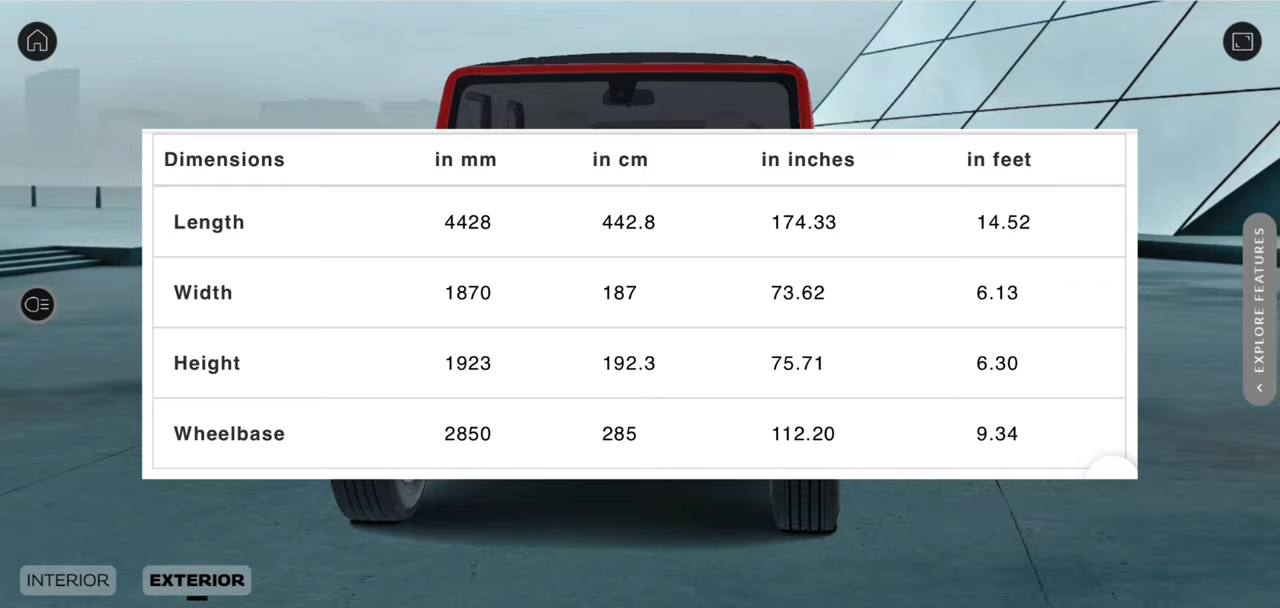 Dimensions in mm in cm in inches in feet
Length 4428 442.8 174.33 14.52
Width 1870 187 73.62 6.13
Height 1923 192.3 75.71 6.30
Wheelbase 2850 285 112.20 9.34
EXPLORE FEATURES
INTERIOR EXTERIOR